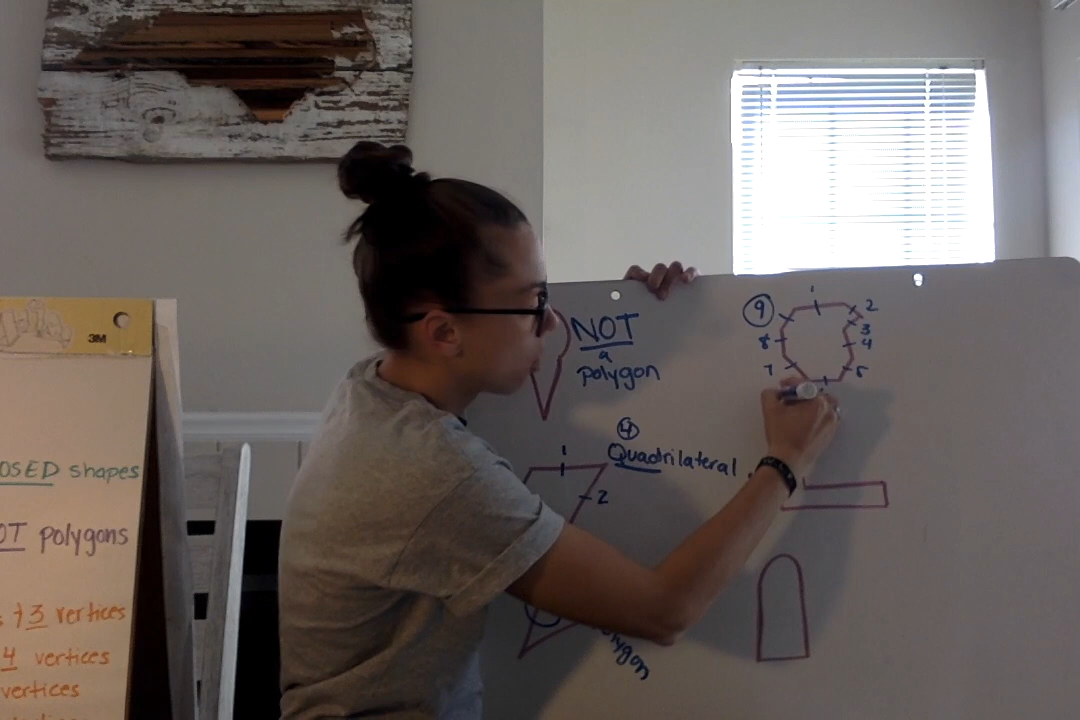 3M
OSED shapes
OT polygons
3 vertices
4 vertices
vertices
NOT
a
polygon
9
1
2
3
4
5
7
8
4
Quadrilateral
1
2